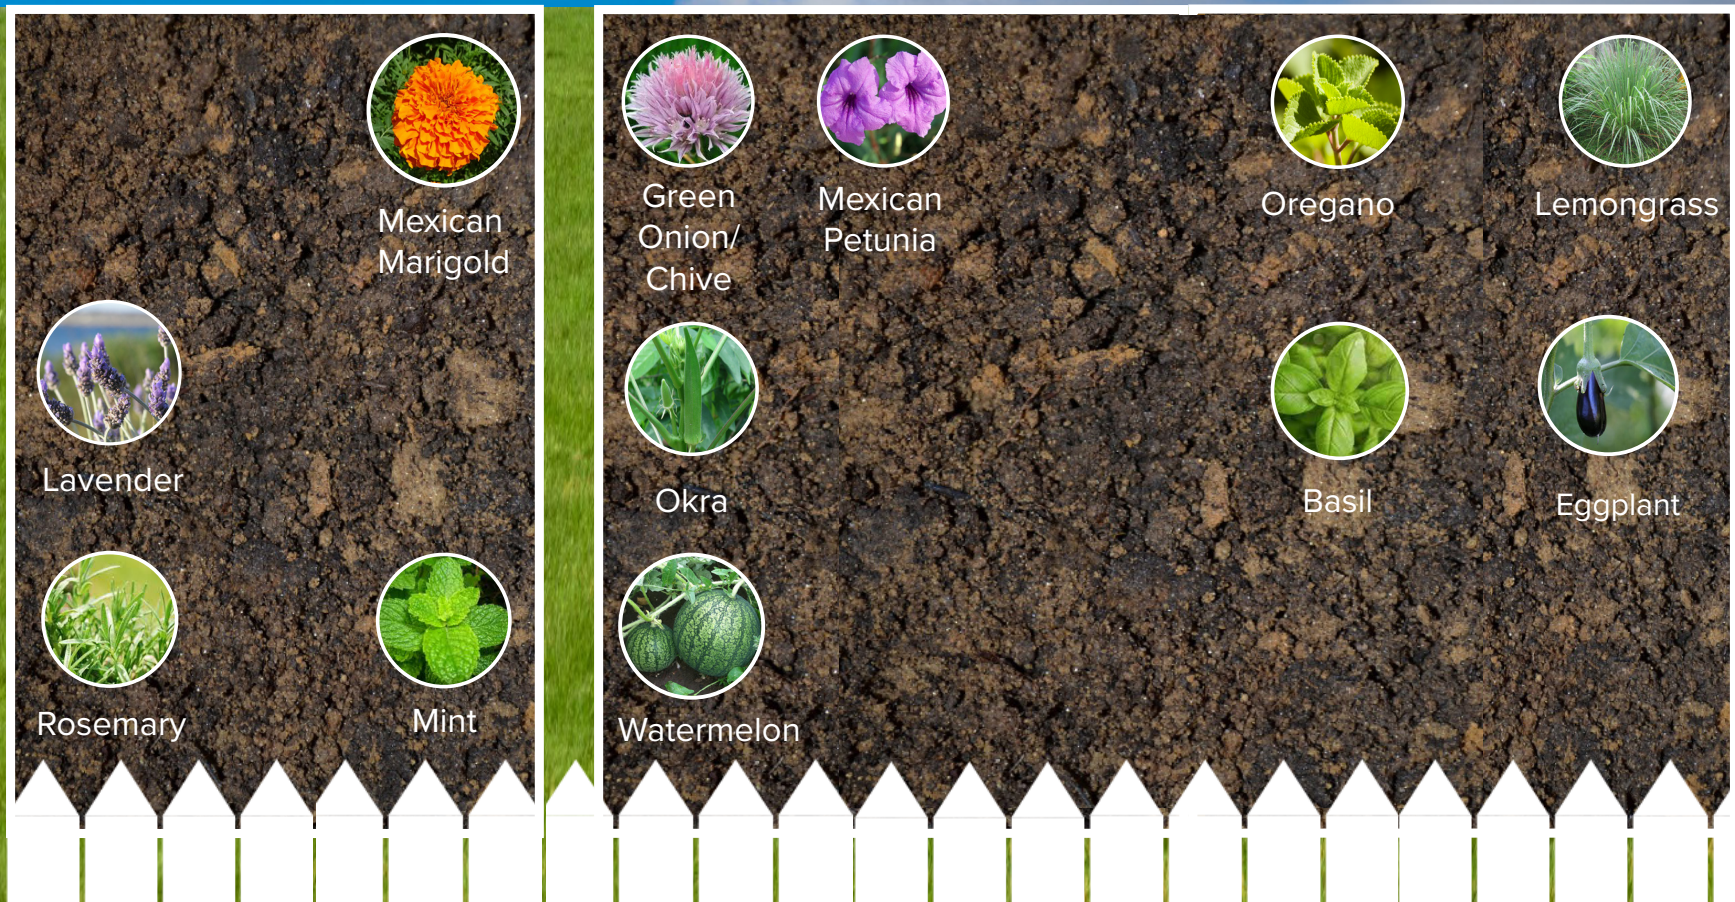 Mexican
Marigold
Lavender
Rosemary
Mint
Green
Onion/
Chive
Mexican
Petunia
Oregano
Lemongrass
Okra
Basil
Eggplant
Watermelon